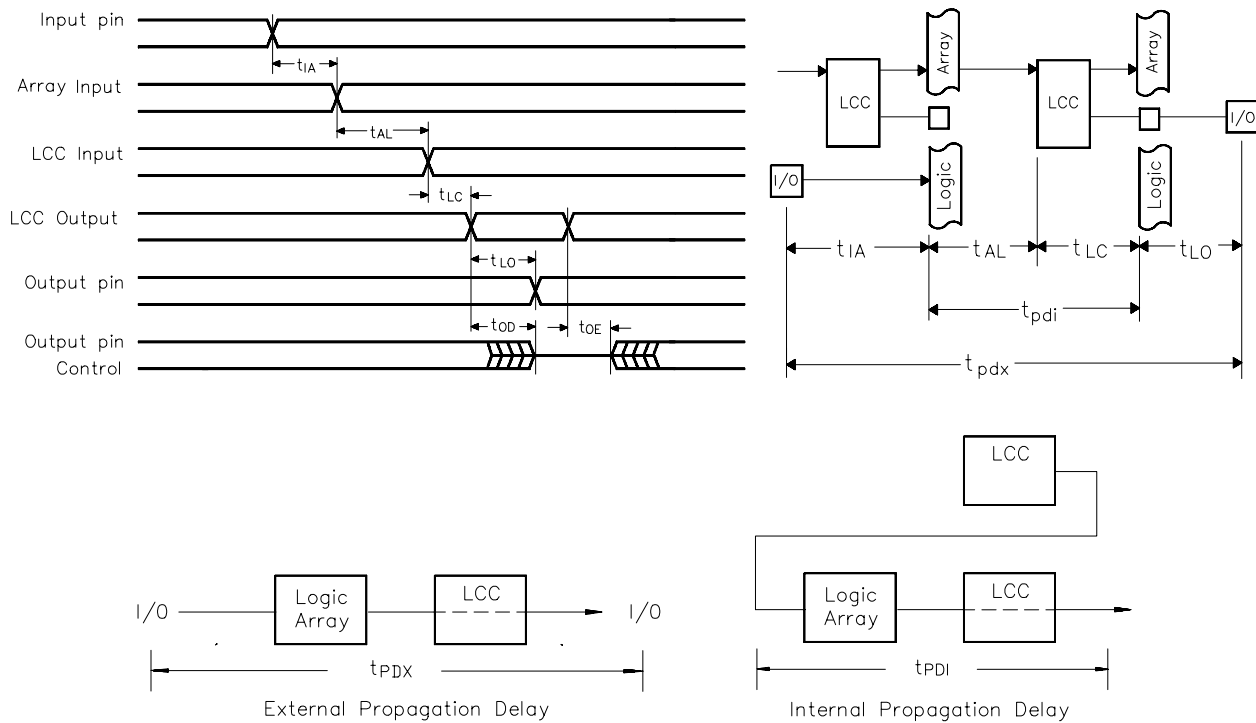 Input pin
tIA
Array Input
tAL
LCC Input
tLC
LCC Output
tLO
Output pin
tOD
tOE
Output pin
Control
Array
Array
LCC
LCC
I/O
I/O
Logic
Logic
tIA
tAL
tLC
tLO
tpdi
tpdx
LCC
I/O
Logic
Array
LCC
I/O
tPDX
External Propagation Delay
Logic
Array
LCC
tPDI
Internal Propagation Delay